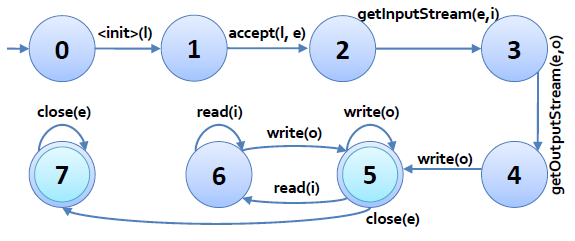 <init>(l)
accept(l, e)
getInputStream(e,i)
0
1
2
3
getOutputStream(e,o)
close(e)
read(i)
write(o)
write(o)
write(o)
7
6
5
4
read(i)
close(e)